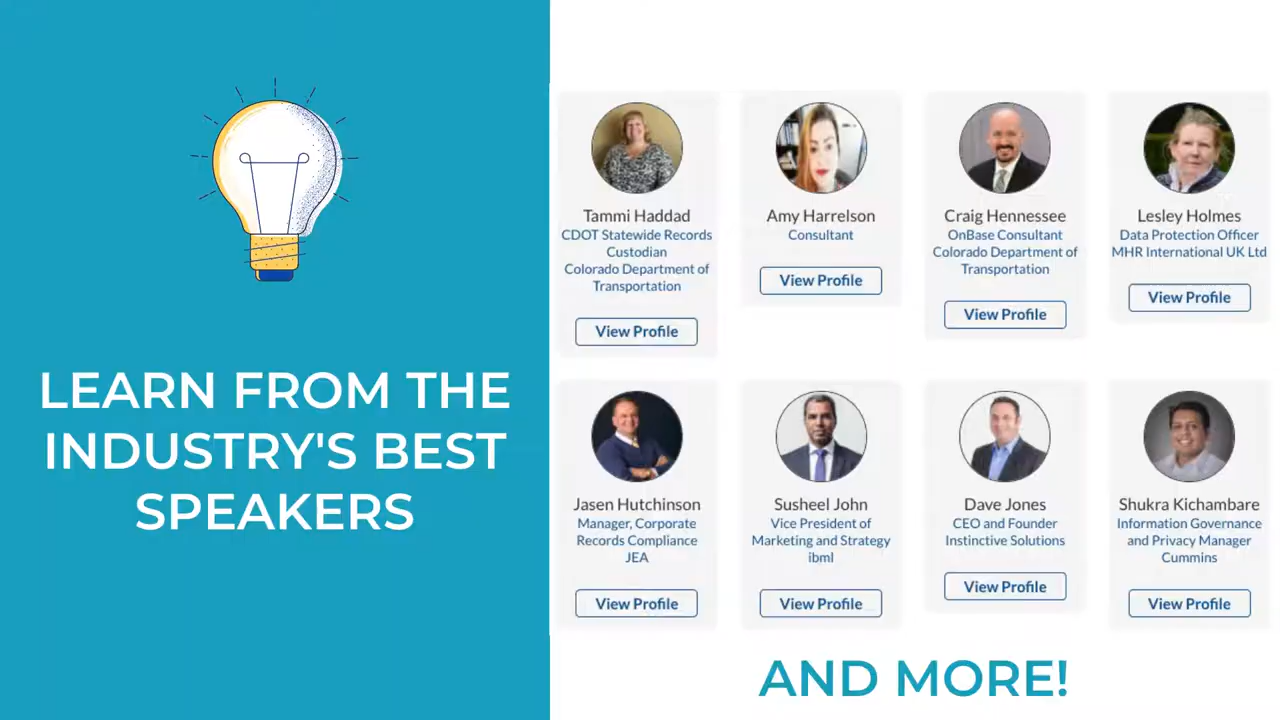 LEARN FROM THE
INDUSTRY'S BEST
SPEAKERS
Tammi Haddad
CDOT Statewide Records
Custodian
Colorado Department of
Transportation
View Profile
Amy Harrelson
Consultant
View Profile
Craig Hennessee
OnBase Consultant
Colorado Department of
Transportation
View Profile
Lesley Holmes
Data Protection Officer
MHR International UK Ltd
View Profile
Jasen Hutchinson
Manager, Corporate
Records Compliance
JEA
View Profile
Susheel John
Vice President of
Marketing and Strategy
ibml
View Profile
Dave Jones
CEO and Founder
Instinctive Solutions
View Profile
Shukra Kichambare
Information Governance
and Privacy Manager
Cummins
View Profile
AND MORE!